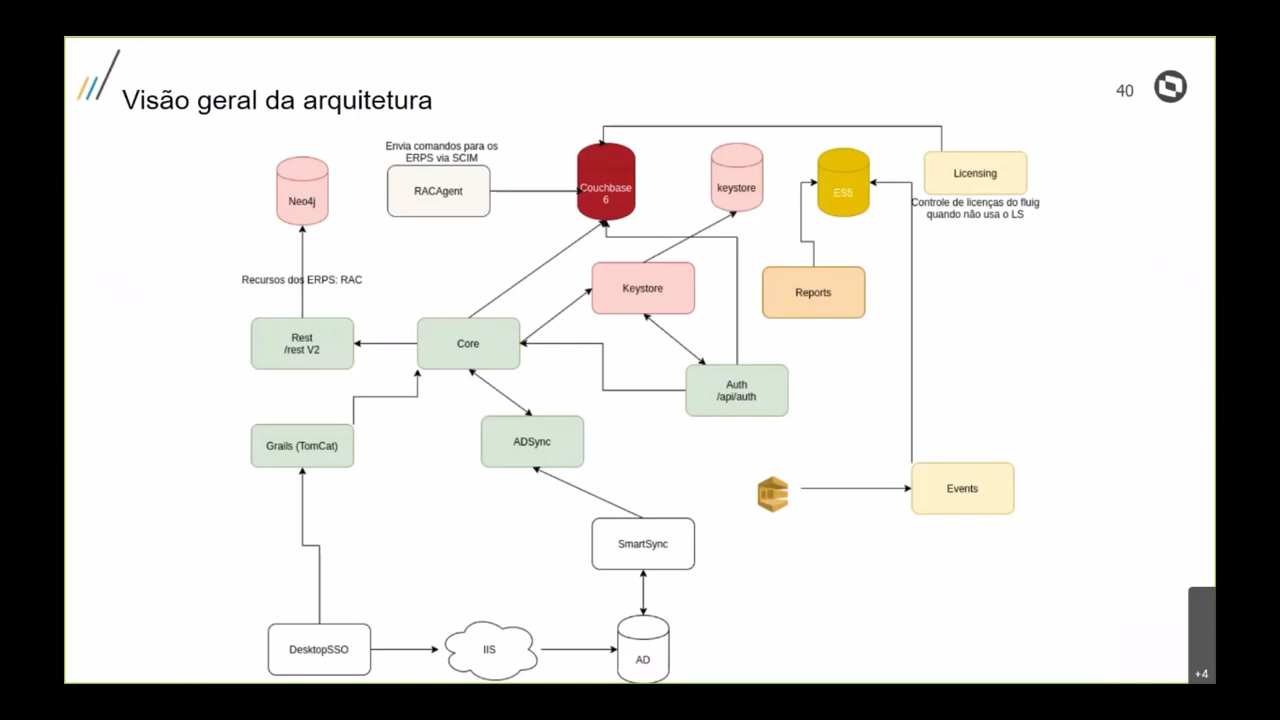 Visão geral da arquitetura
40
Envia comandos para os
ERPS via SCIM
RACAgent
Neo4j
Couchbase
6
keystore
ES5
Licensing
Controle de licenças do fluig
quando não usa o LS
Recursos dos ERPS: RAC
Keystore
Reports
Rest
/rest V2
Core
Auth
/api/auth
Grails (TomCat)
ADSync
Events
SmartSync
DesktopSSO
IIS
AD
+4